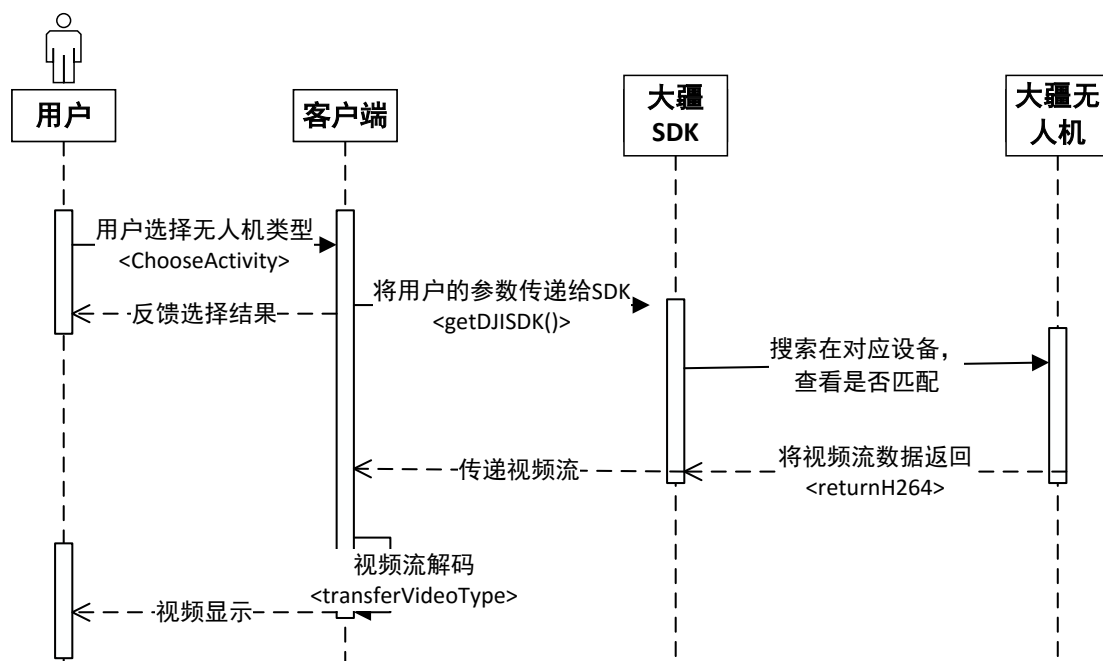 用户
客户端
大疆
SDK
大疆无
人机
用户选择无人机类型
<ChooseActivity>
将用户的参数传递给SDK
<getDJISDK()>
反馈选择结果
搜索在对应设备，
查看是否匹配
将视频流数据返回
<returnH264>
传递视频流
视频流解码
<transferVideoType>
视频显示